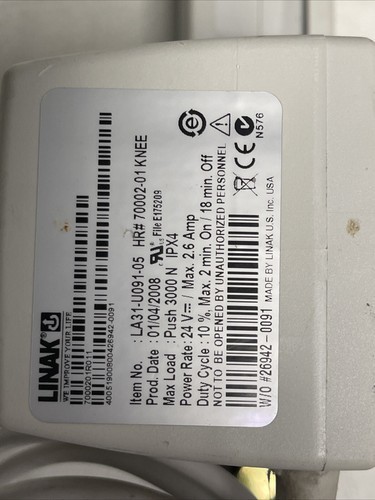 LINAK®
WE IMPROVE YOUR LIFE
7000201R011
40051900800426942-0091
Item No. : LA31-U091-05 HR# 70002-01 KNEE
Prod. Date : 01/04/2008 File E175209
Max Load : Push 3000 N IPX4
Power Rate: 24 V / Max. 2.6 Amp
Duty Cycle : 10 %, Max. 2 min. On / 18 min. Off
NOT TO BE OPENED BY UNAUTHORIZED PERSONNEL
N576
W/O #26942 - 0091 MADE BY LINAK U.S. Inc. USA